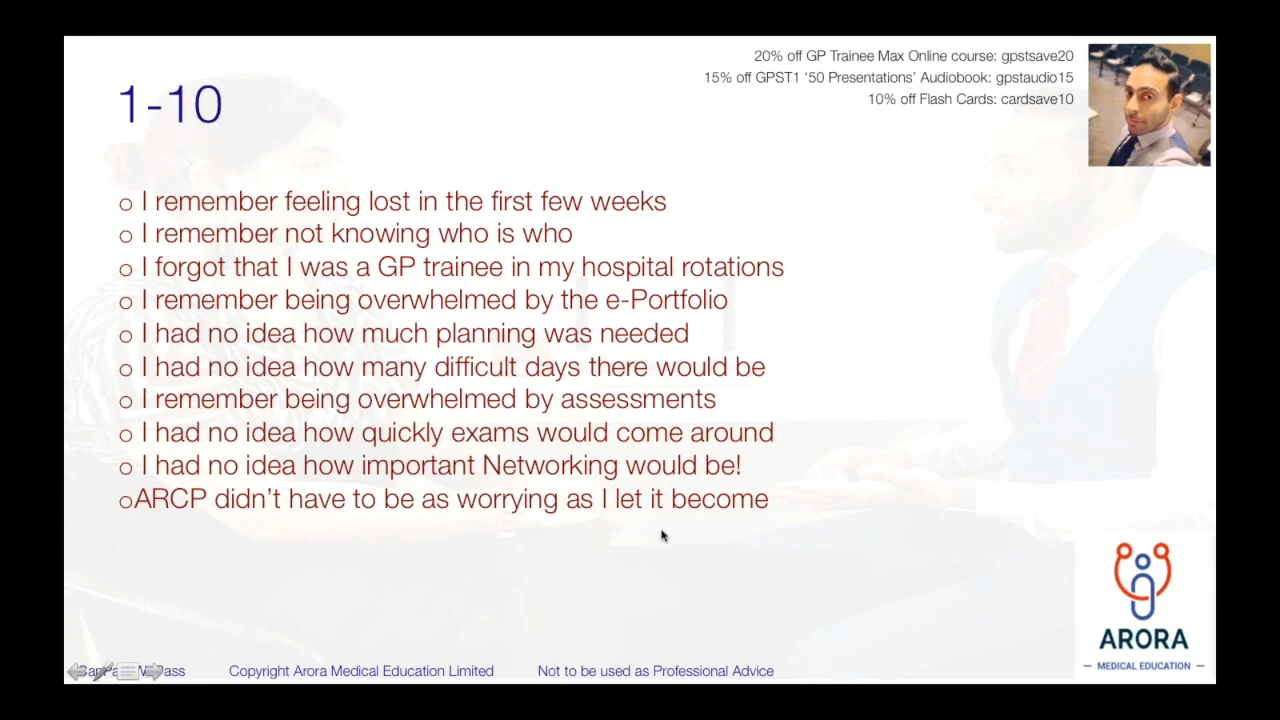 20% off GP Trainee Max Online course: gpstsave20
15% off GPST1 ‘50 Presentations’ Audiobook: gpstaudio15
10% off Flash Cards: cardsave10
1-10
o I remember feeling lost in the first few weeks
o I remember not knowing who is who
o I forgot that I was a GP trainee in my hospital rotations
o I remember being overwhelmed by the e-Portfolio
o I had no idea how much planning was needed
o I had no idea how many difficult days there would be
o I remember being overwhelmed by assessments
o I had no idea how quickly exams would come around
o I had no idea how important Networking would be!
oARCP didn’t have to be as worrying as I let it become
ARORA
MEDICAL EDUCATION
Copyright Arora Medical Education Limited Not to be used as Professional Advice